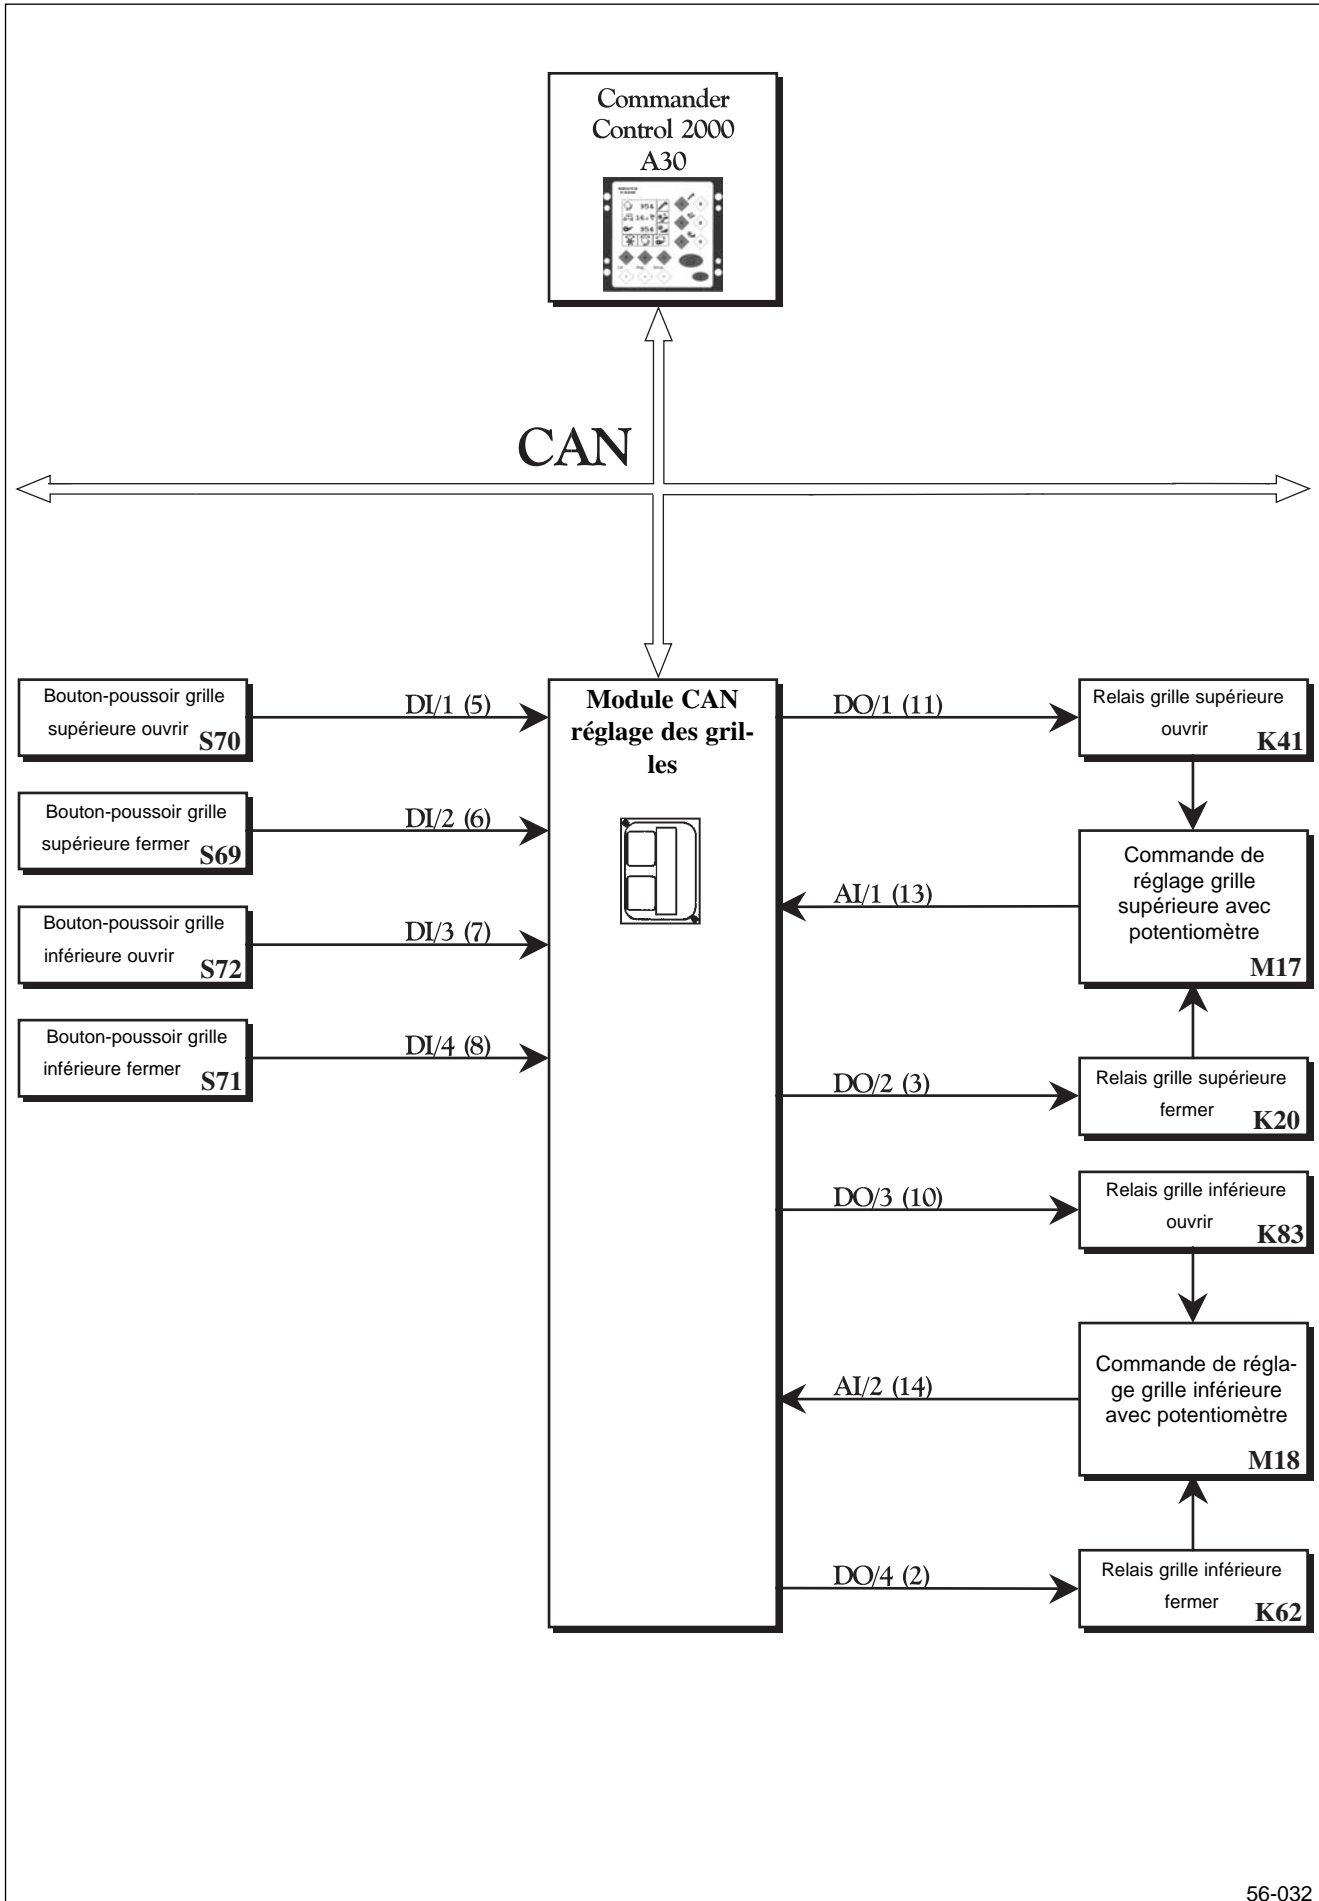 Commander
Control 2000
A30
954
954
CAN
Bouton-poussoir grille
supérieure ouvrir
S70
DI/1 (5)
Bouton-poussoir grille
supérieure fermer
S69
DI/2 (6)
Bouton-poussoir grille
inférieure ouvrir
S72
DI/3 (7)
Bouton-poussoir grille
inférieure fermer
S71
DI/4 (8)
Module CAN
réglage des gril-
les
DO/1 (11)
Relais grille supérieure
ouvrir
K41
AI/1 (13)
Commande de
réglage grille
supérieure avec
potentiomètre
M17
DO/2 (3)
Relais grille supérieure
fermer
K20
DO/3 (10)
Relais grille inférieure
ouvrir
K83
AI/2 (14)
Commande de régla-
ge grille inférieure
avec potentiomètre
M18
DO/4 (2)
Relais grille inférieure
fermer
K62
56-032